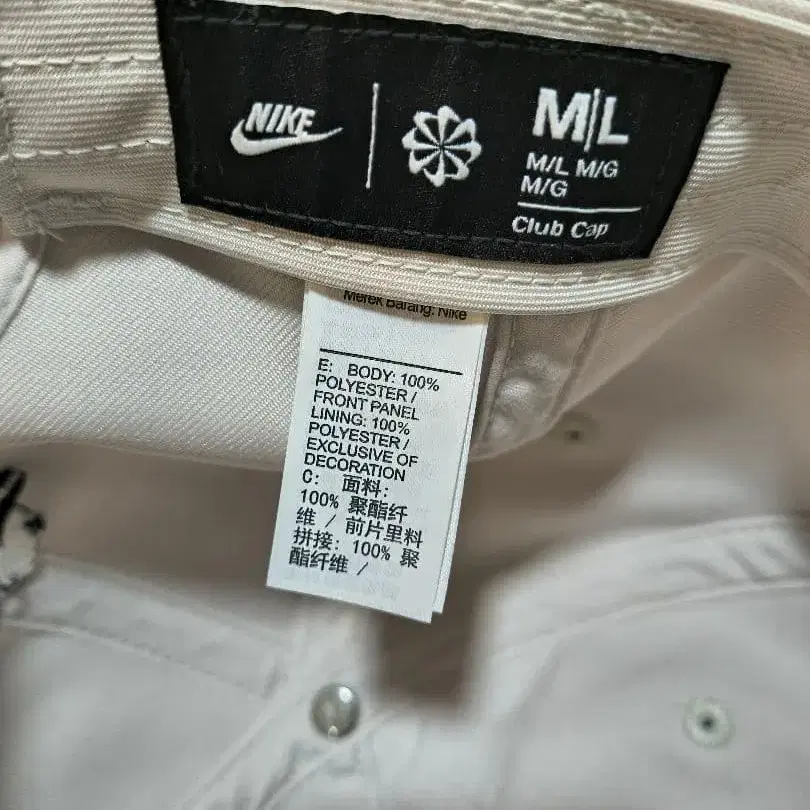 NIKE
M|L
M/L M/G
M/G
Club Cap
Merek Barang: Nike
E: BODY: 100%
POLYESTER /
FRONT PANEL
LINING: 100%
POLYESTER /
EXCLUSIVE OF
DECORATION
C: 面料:
100% 聚酯纤
维 / 前片里料
拼接: 100% 聚
酯纤维 /